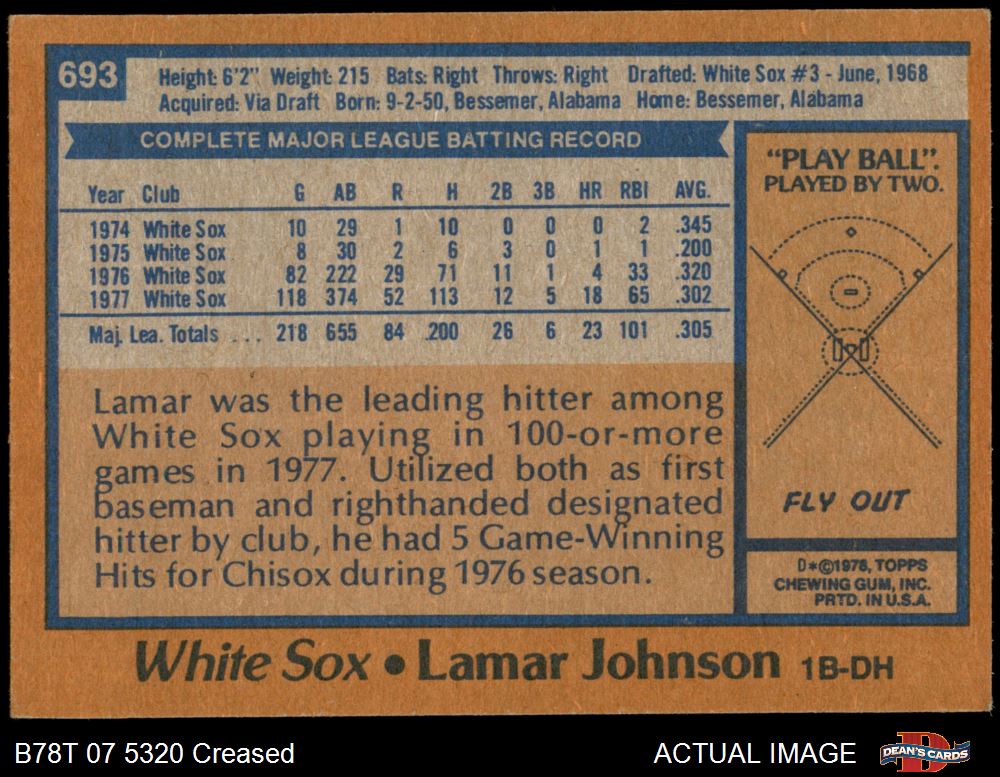 693
Height: 6'2" Weight: 215 Bats: Right Throws: Right Drafted: White Sox #3 - June, 1968
Acquired: Via Draft Born: 9-2-50, Bessemer, Alabama Home: Bessemer, Alabama
COMPLETE MAJOR LEAGUE BATTING RECORD
Year Club G AB R H 2B 3B HR RBI AVG.
1974 White Sox 10 29 1 10 0 0 0 2 .345
1975 White Sox 8 30 2 6 3 0 1 1 .200
1976 White Sox 82 222 29 71 11 1 4 33 .320
1977 White Sox 118 374 52 113 12 5 18 65 .302
Maj. Lea. Totals ... 218 655 84 200 26 6 23 101 .305
Lamar was the leading hitter among
White Sox playing in 100-or-more
games in 1977. Utilized both as first
baseman and righthanded designated
hitter by club, he had 5 Game-Winning
Hits for Chisox during 1976 season.
"PLAY BALL".
PLAYED BY TWO.
FLY OUT
D*©1978, TOPPS
CHEWING GUM, INC.
PRTD. IN U.S.A.
White Sox • Lamar Johnson 1B-DH
B78T 07 5320 Creased
ACTUAL IMAGE
DEAN'S CARDS